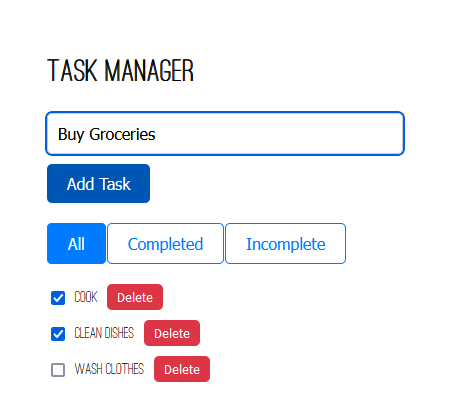 TASK MANAGER
Buy Groceries
Add Task
All Completed Incomplete
COOK Delete
CLEAN DISHES Delete
WASH CLOTHES Delete